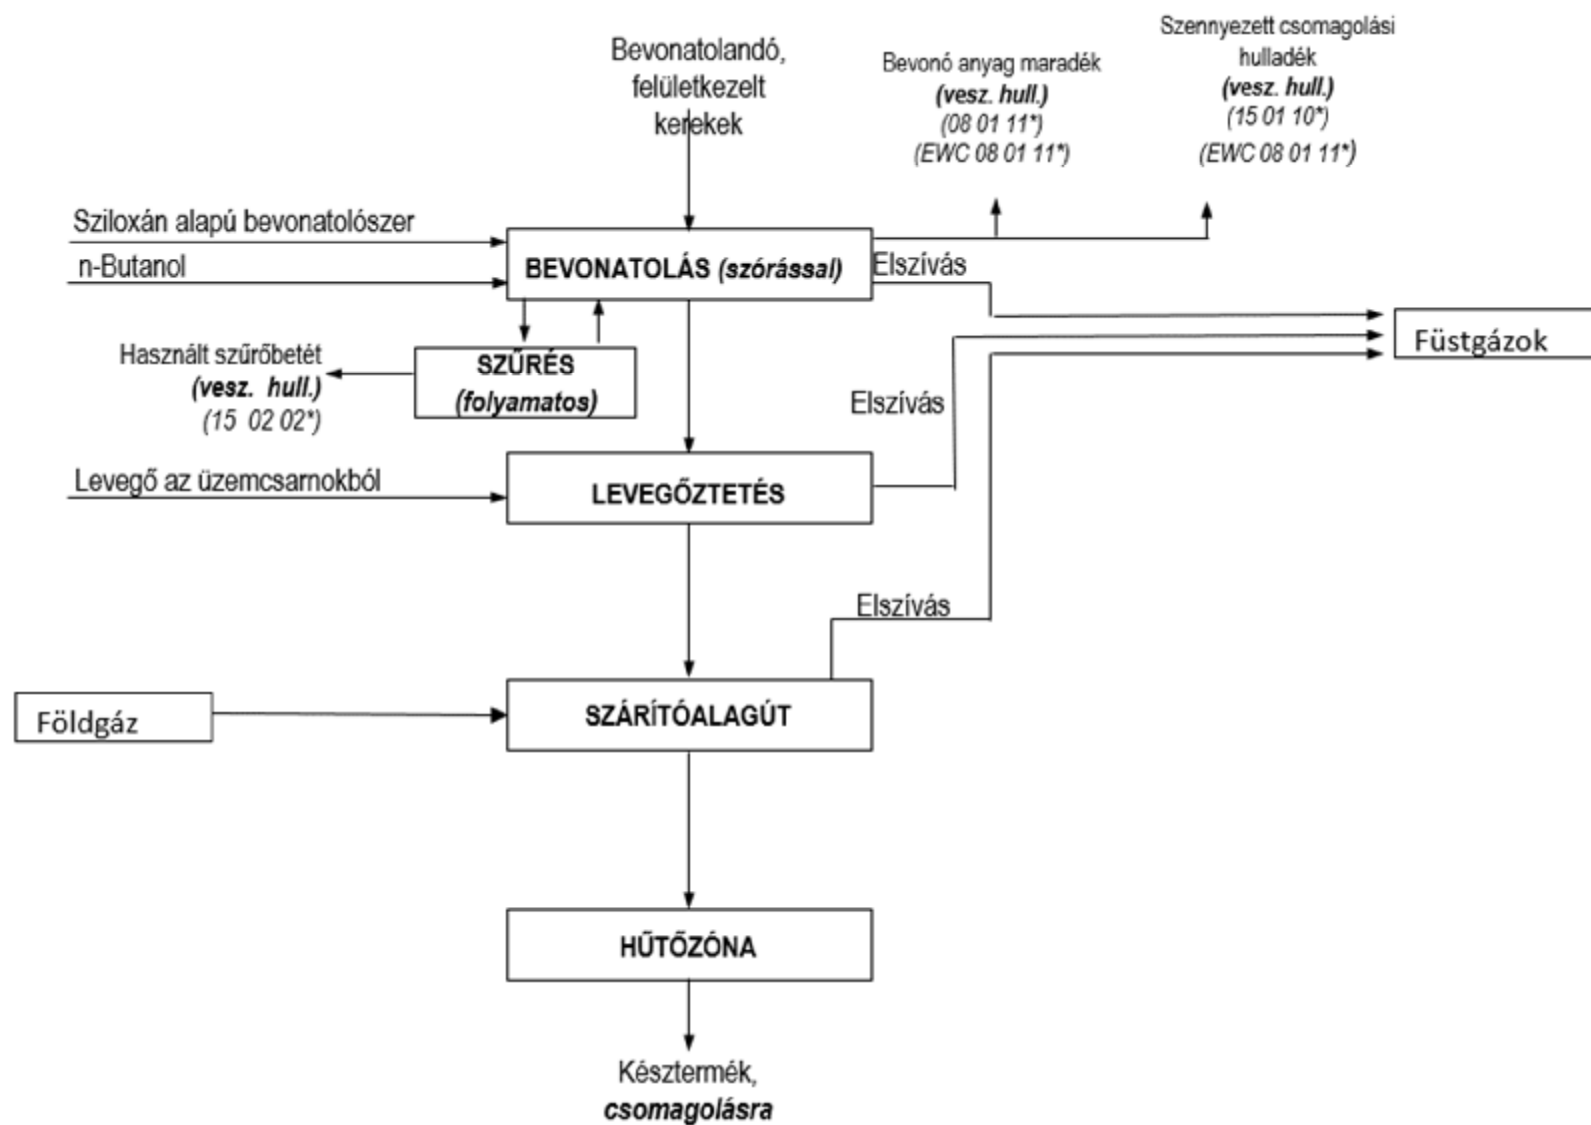 Bevonatolandó,
felületkezelt
kerekek
Bevonó anyag maradék
(vesz. hull.)
(08 01 11*)
(EWC 08 01 11*)
Szennyezett csomagolási
hulladék
(vesz. hull.)
(15 01 10*)
(EWC 08 01 11*)
Sziloxán alapú bevonatolószer
n-Butanol
BEVONATOLÁS (szórással)
Elszívás
Füstgázok
Használt szűrőbetét
(vesz. hull.)
(15 02 02*)
SZŰRÉS
(folyamatos)
Elszívás
Levegő az üzemcsarnokból
LEVEGŐZTETÉS
Elszívás
Földgáz
SZÁRÍTÓALAGÚT
HŰTŐZÓNA
Késztermék,
csomagolásra